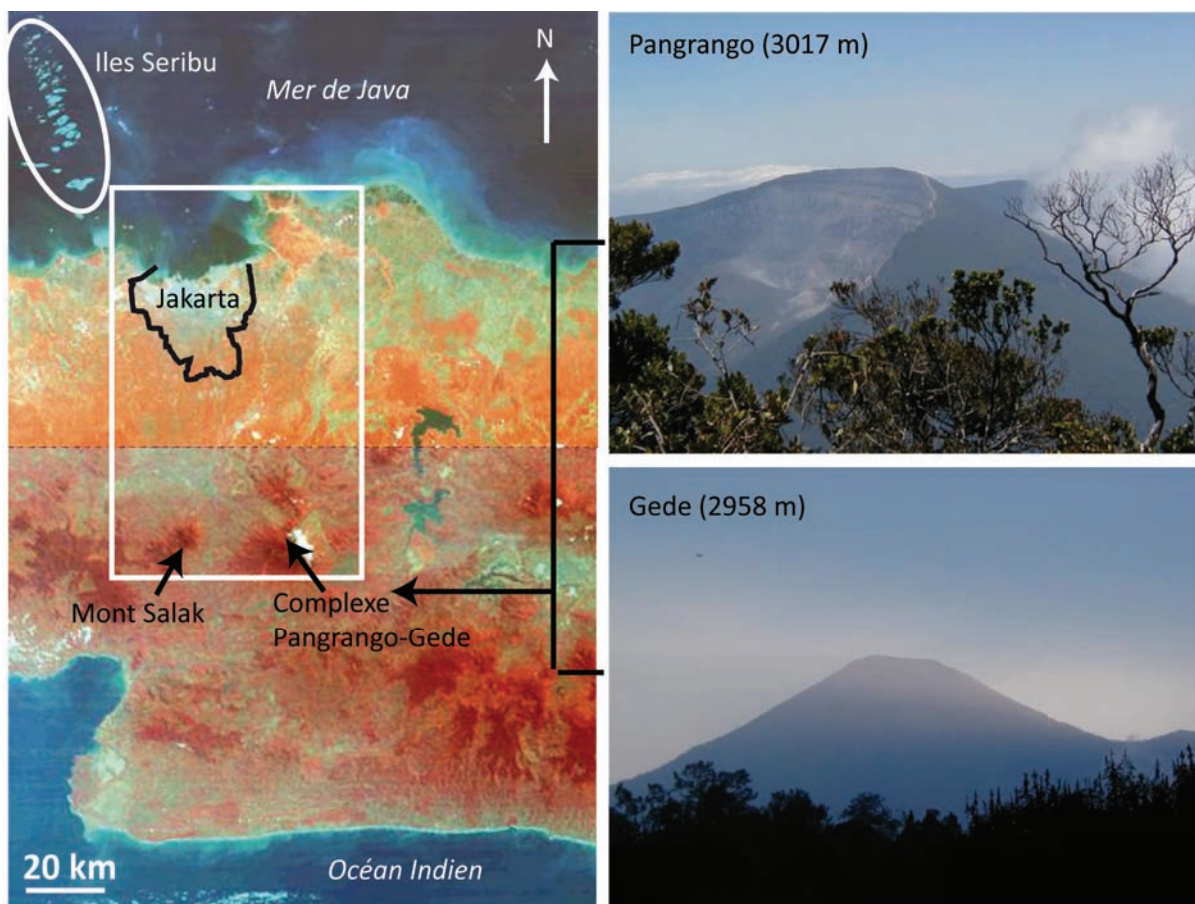 Iles Seribu
N
Mer de Java
Jakarta
Mont Salak
Complexe
Pangrango-Gede
20 km
Océan Indien
Pangrango (3017 m)
Gede (2958 m)